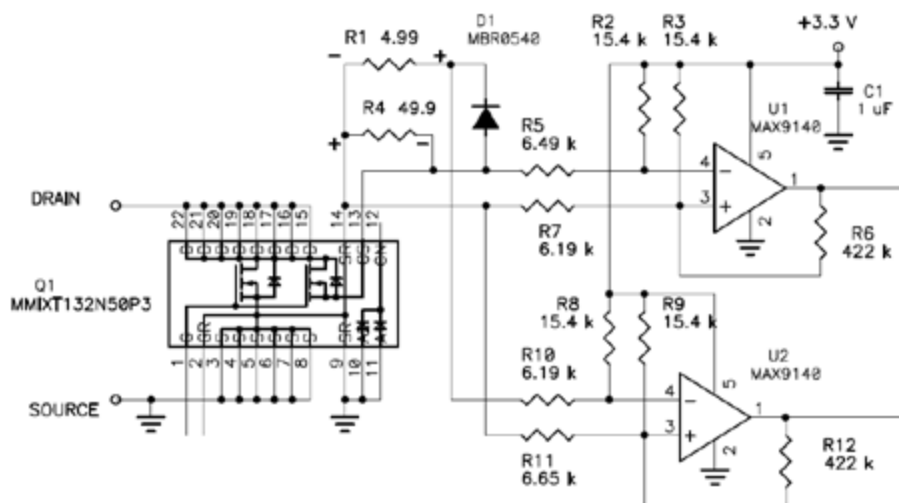 D1
MBR0540
R1 4.99
R2
15.4 k
R3
15.4 k
+3.3 V
C1
1 uF
R4 49.9
R5
6.49 k
U1
MAX9140
4
3
5
2
1
DRAIN
22
21
20
19
18
17
16
15
14
13
12
R7
6.19 k
R6
422 k
Q1
MMIXT132N50P3
1
2
3
4
5
6
7
8
9
10
11
R8
15.4 k
R9
15.4 k
R10
6.19 k
U2
MAX9140
4
3
5
2
1
SOURCE
R11
6.65 k
R12
422 k